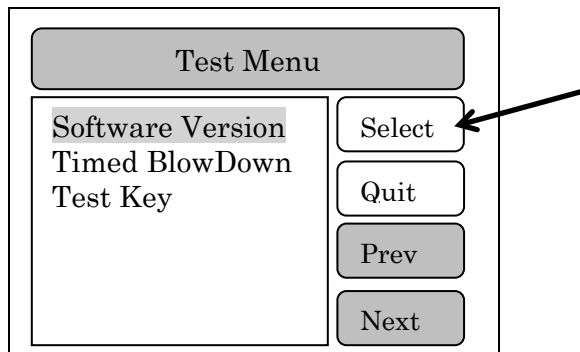 Test Menu
Software Version
Timed BlowDown
Test Key
Select
Quit
Prev
Next